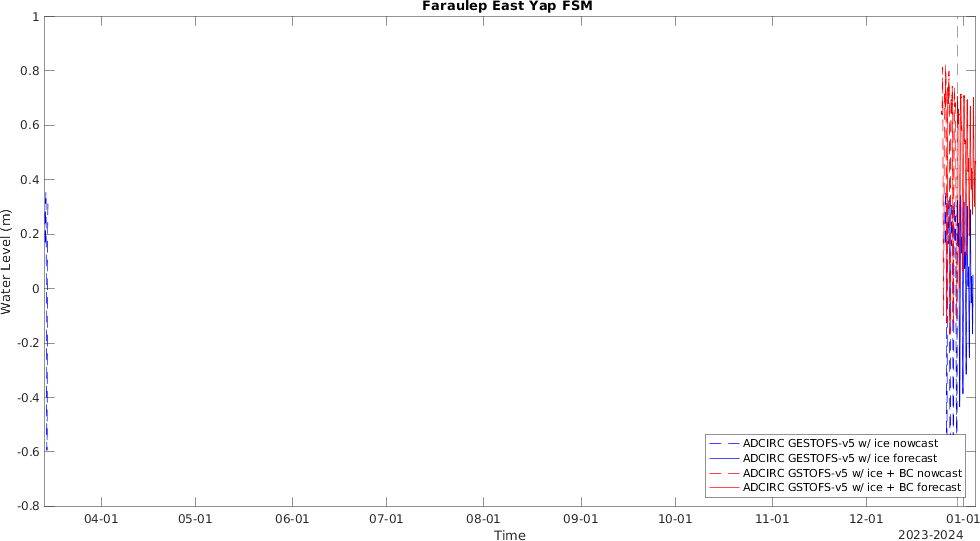 Faraulep East Yap FSM
1
0.8
0.6
0.4
0.2
0
-0.2
-0.4
-0.6
-0.8
Water Level (m)
ADCIRC GESTOFS-v5 w/ ice nowcast
ADCIRC GESTOFS-v5 w/ ice forecast
ADCIRC GSTOFS-v5 w/ ice + BC nowcast
ADCIRC GSTOFS-v5 w/ ice + BC forecast
04-01 05-01 06-01 07-01 08-01 09-01 10-01 11-01 12-01 01-01
Time
2023-2024